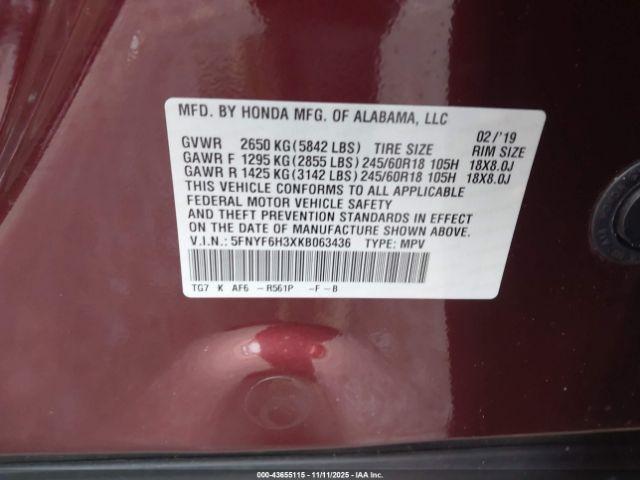 MFD. BY HONDA MFG. OF ALABAMA, LLC
02/'19
GVWR 2650 KG(5842 LBS) TIRE SIZE RIM SIZE
GAWR F 1295 KG(2855 LBS) 245/60R18 105H 18X8.0J
GAWR R 1425 KG(3142 LBS) 245/60R18 105H 18X8.0J
THIS VEHICLE CONFORMS TO ALL APPLICABLE
FEDERAL MOTOR VEHICLE SAFETY
AND THEFT PREVENTION STANDARDS IN EFFECT
ON THE DATE OF MANUFACTURE SHOWN ABOVE.
V.I.N.: 5FNYF6H3XKB063436 TYPE: MPV
TG7 K AF6 -R561P -F-B
000-43655115 - 11/11/2025 - IAAIS.COM